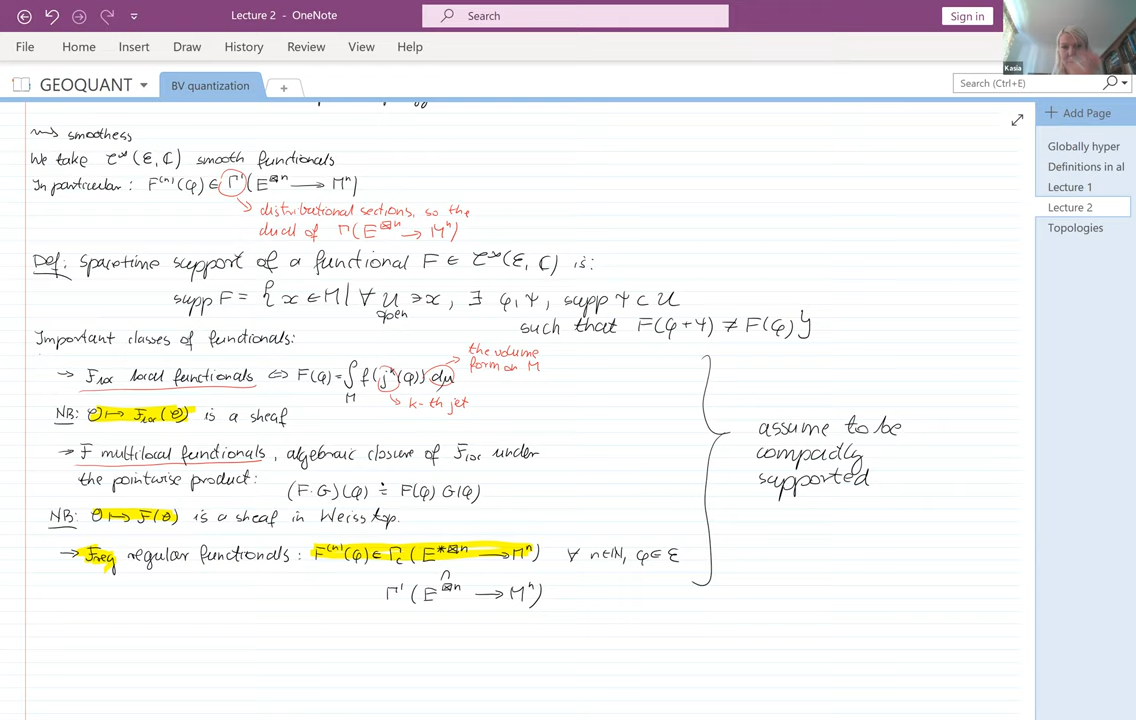 Lecture 2 - OneNote
Search
Sign in
File Home Insert Draw History Review View Help
Kasia
GEOQUANT
BV quantization
Search (Ctrl+E)
Add Page
Globally hyper
Definitions in al
Lecture 1
Lecture 2
Topologies
⇝ smoothess
We take 𝒞^∞(ℰ, ℂ) smooth functionals
In particular: F^(n)(φ) ∈ Γ'(E^⊠n → M^n)
↳ distributional sections, so the
dual of Γ(E^⊠n → M^n)
Def: Spacetime support of a functional F ∈ 𝒞^∞(ℰ, ℂ) is:
supp F = { x ∈ M | ∀ U ∋ x, ∃ φ, ψ, supp ψ ⊂ U
open
such that F(φ+ψ) ≠ F(φ) }
Important classes of functionals:
→ F_loc local functionals ⇔ F(φ) = ∫_M f(j^k(φ)) dμ
the volume
form on M
↳ k-th jet
NB: 𝒪 ↦ F_loc(𝒪) is a sheaf
→ F multilocal functionals, algebraic closure of F_loc under
the pointwise product: (F·G)(φ) ≐ F(φ) G(φ)
NB: 𝒪 ↦ F(𝒪) is a sheaf in Weiss top.
→ F_reg regular functionals: F^(n)(φ) ∈ Γ_c(E^*⊠n → M^n) ∀ n∈ℕ, φ∈ℰ
∩
Γ'(E^⊠n → M^n)
assume to be
compactly
supported